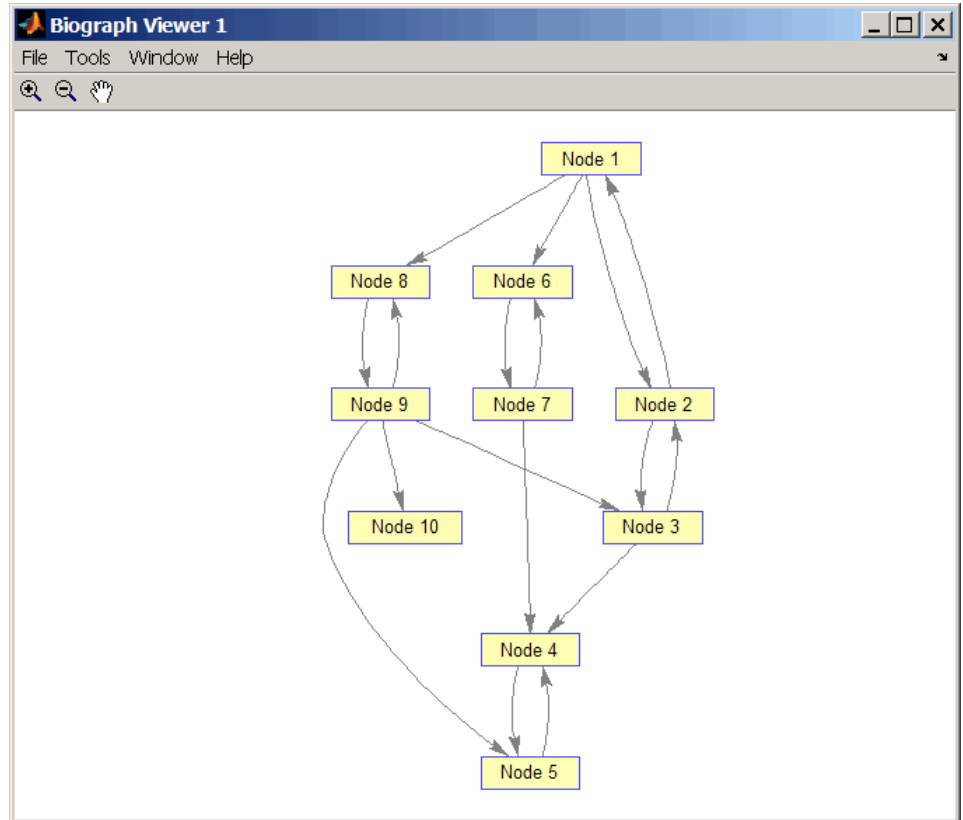 Biograph Viewer 1
File Tools Window Help
Node 1
Node 8 Node 6
Node 9 Node 7 Node 2
Node 10 Node 3
Node 4
Node 5